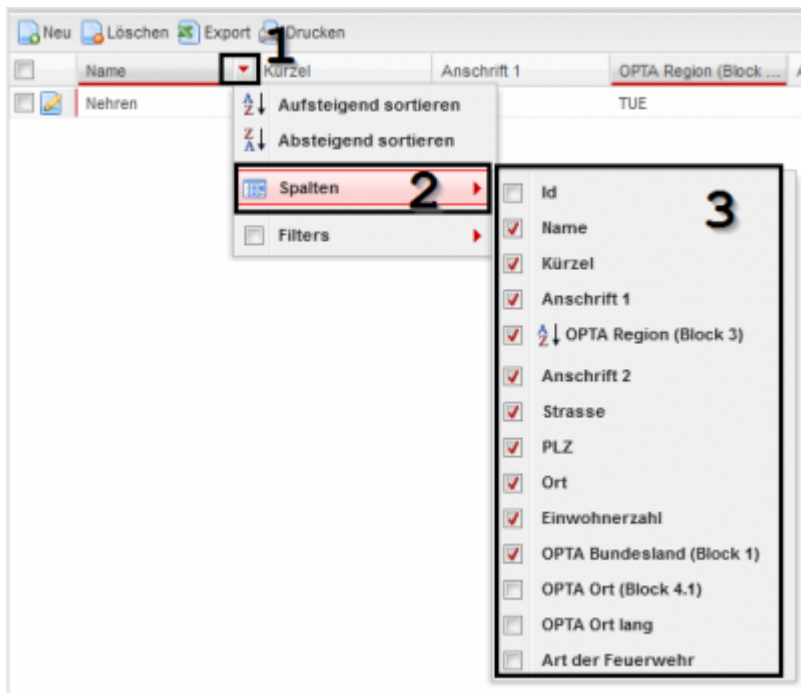 Neu Löschen Export Drucken
1
Name Kürzel Anschrift 1 OPTA Region (Block ...
Nehren TUE
Aufsteigend sortieren
Absteigend sortieren
Spalten 2
Filters
3
Id
Name
Kürzel
Anschrift 1
OPTA Region (Block 3)
Anschrift 2
Strasse
PLZ
Ort
Einwohnerzahl
OPTA Bundesland (Block 1)
OPTA Ort (Block 4.1)
OPTA Ort lang
Art der Feuerwehr